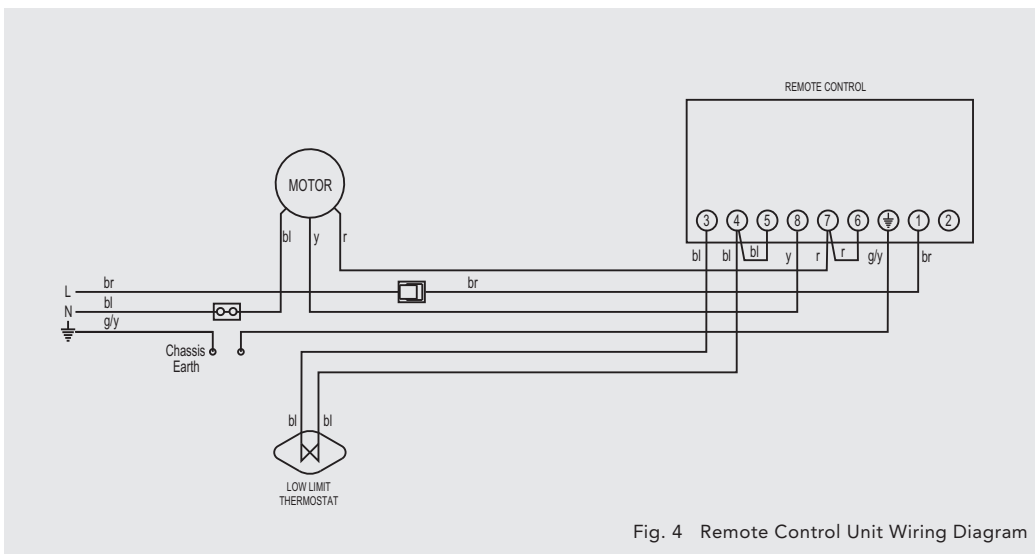 REMOTE CONTROL
MOTOR
3 4 5 8 7 6 1 2
bl y r
bl bl bl y r r g/y br
L br br
N bl
g/y
Chassis
Earth
bl bl
LOW LIMIT
THERMOSTAT
Fig. 4 Remote Control Unit Wiring Diagram